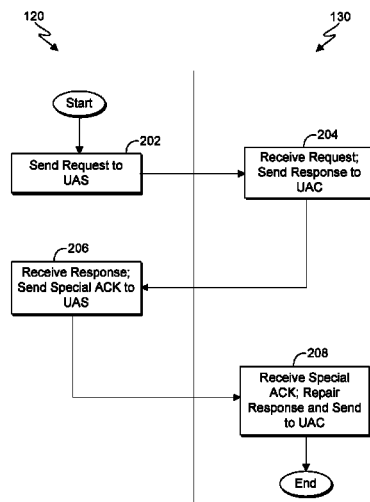 120
130
Start
202
Send Request to
UAS
204
Receive Request;
Send Response to
UAC
206
Receive Response;
Send Special ACK to
UAS
208
Receive Special
ACK; Repair
Response and Send
to UAC
End